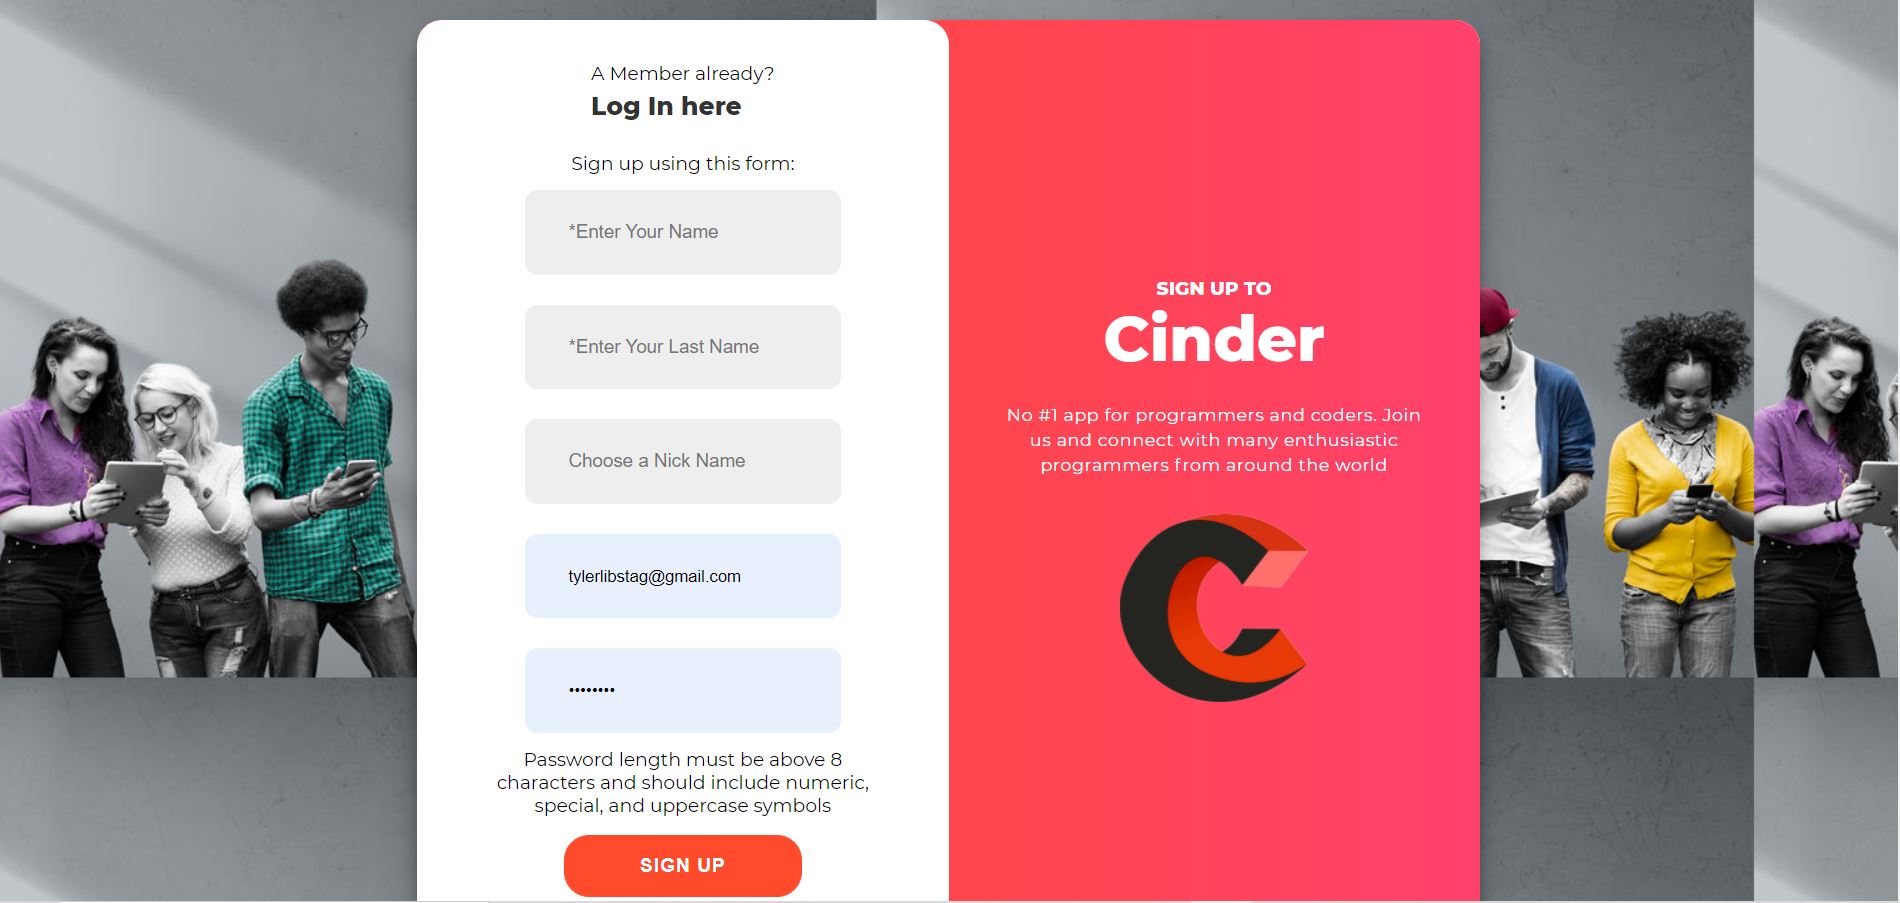 A Member already?
Log In here
Sign up using this form:
*Enter Your Name
*Enter Your Last Name
Choose a Nick Name
tylerlibstag@gmail.com
••••••••
Password length must be above 8
characters and should include numeric,
special, and uppercase symbols
SIGN UP
SIGN UP TO
Cinder
No #1 app for programmers and coders. Join
us and connect with many enthusiastic
programmers from around the world